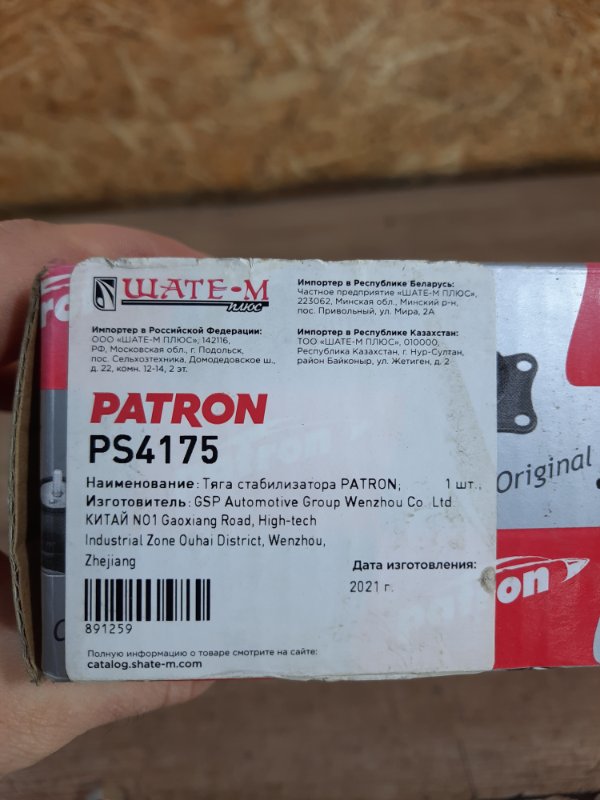 ШАТЕ-М
плюс
Импортер в Российской Федерации:
ООО «ШАТЕ-М ПЛЮС», 142116,
РФ, Московская обл., г. Подольск,
пос. Сельхозтехника, Домодедовское ш.,
д. 22, комн. 12-14, 2 эт.
Импортер в Республике Беларусь:
Частное предприятие «ШАТЕ-М ПЛЮС»,
223062, Минская обл., Минский р-н,
пос. Привольный, ул. Мира, 2А
Импортер в Республике Казахстан:
ТОО «ШАТЕ-М ПЛЮС», 010000,
Республика Казахстан, г. Нур-Султан,
район Байконыр, ул. Жетиген, д. 2
PATRON
PS4175
Наименование: Тяга стабилизатора PATRON; 1 шт.,
Изготовитель: GSP Automotive Group Wenzhou Co. Ltd.
КИТАЙ NO1 Gaoxiang Road, High-tech
Industrial Zone Ouhai District, Wenzhou,
Zhejiang
Дата изготовления:
2021 г.
891259
Полную информацию о товаре смотрите на сайте:
catalog.shate-m.com
Original
patron